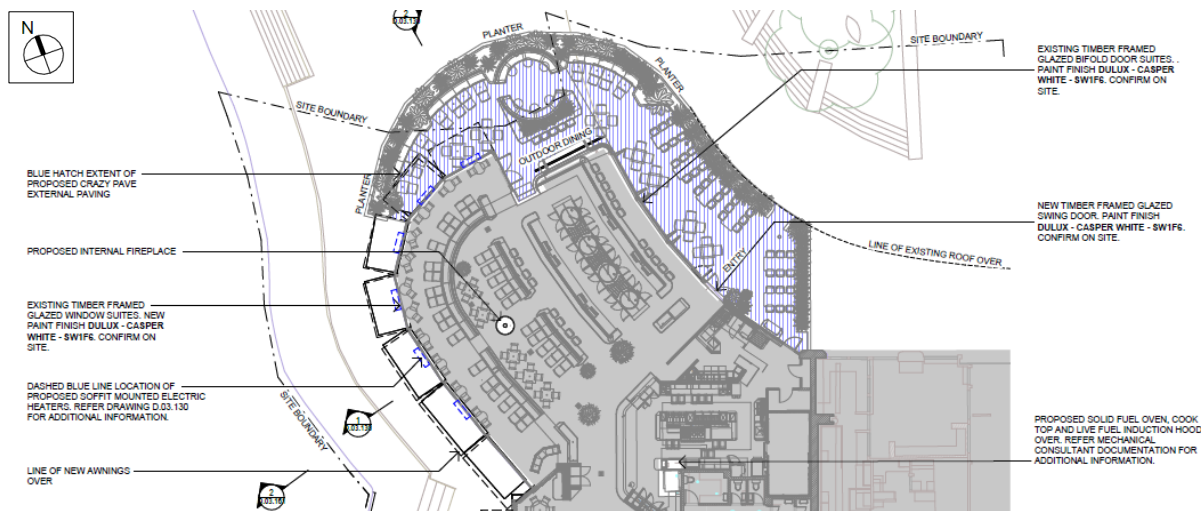 N
2
D.03.130
PLANTER
SITE BOUNDARY
EXISTING TIMBER FRAMED
GLAZED BIFOLD DOOR SUITES. .
PAINT FINISH DULUX - CASPER
WHITE - SW1F6. CONFIRM ON
SITE.
PLANTER
SITE BOUNDARY
OUTDOOR DINING
BLUE HATCH EXTENT OF
PROPOSED CRAZY PAVE
EXTERNAL PAVING
PLANTER
NEW TIMBER FRAMED GLAZED
SWING DOOR. PAINT FINISH
DULUX - CASPER WHITE - SW1F6.
CONFIRM ON SITE.
PROPOSED INTERNAL FIREPLACE
ENTRY
LINE OF EXISTING ROOF OVER
EXISTING TIMBER FRAMED
GLAZED WINDOW SUITES. NEW
PAINT FINISH DULUX - CASPER
WHITE - SW1F6. CONFIRM ON
SITE.
DASHED BLUE LINE LOCATION OF
PROPOSED SOFFIT MOUNTED ELECTRIC
HEATERS. REFER DRAWING D.03.130
FOR ADDITIONAL INFORMATION.
SITE BOUNDARY
1
PROPOSED SOLID FUEL OVEN, COOK
TOP AND LIVE FUEL INDUCTION HOOD
OVER. REFER MECHANICAL
CONSULTANT DOCUMENTATION FOR
ADDITIONAL INFORMATION.
LINE OF NEW AWNINGS
OVER
2